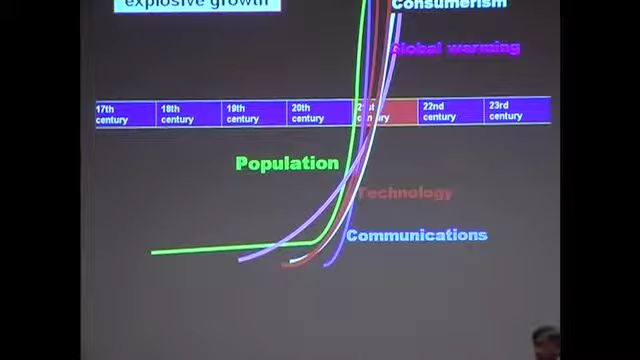 explosive growth
Consumerism
Global warming
17th century
18th century
19th century
20th century
21st century
22nd century
23rd century
Population
Technology
Communications